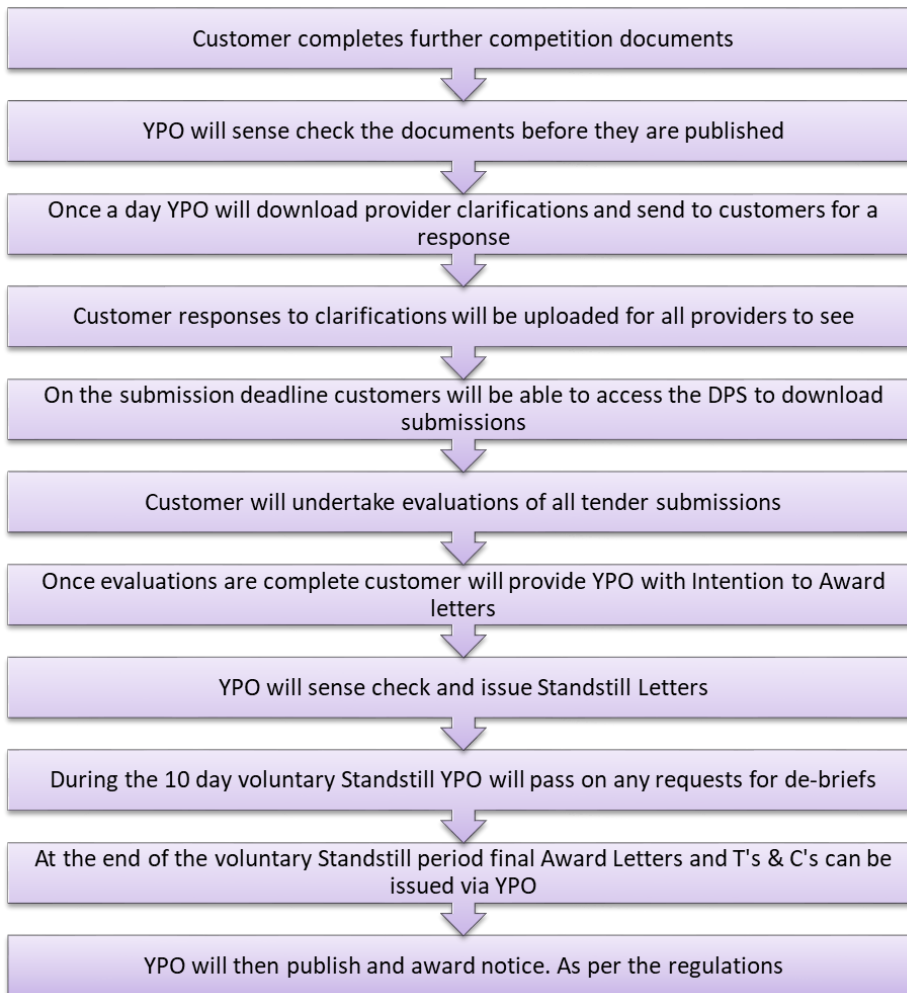 Customer completes further competition documents
YPO will sense check the documents before they are published
Once a day YPO will download provider clarifications and send to customers for a
response
Customer responses to clarifications will be uploaded for all providers to see
On the submission deadline customers will be able to access the DPS to download
submissions
Customer will undertake evaluations of all tender submissions
Once evaluations are complete customer will provide YPO with Intention to Award
letters
YPO will sense check and issue Standstill Letters
During the 10 day voluntary Standstill YPO will pass on any requests for de-briefs
At the end of the voluntary Standstill period final Award Letters and T's & C's can be
issued via YPO
YPO will then publish and award notice. As per the regulations